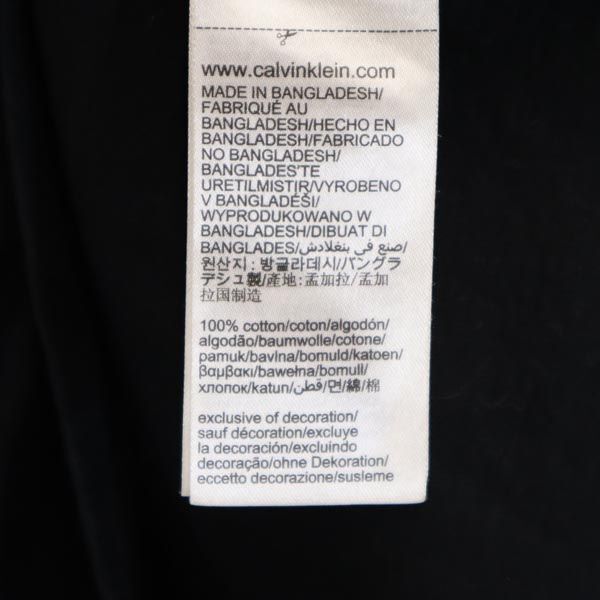 www.calvinklein.com
MADE IN BANGLADESH/
FABRIQUÉ AU
BANGLADESH/HECHO EN
BANGLADESH/FABRICADO
NO BANGLADESH/
BANGLADEŞ'TE
ÜRETİLMİŞTİR/VYROBENO
V BANGLADÉŠI/
WYPRODUKOWANO W
BANGLADESH/DIBUAT DI
BANGLADES/صنع في بنغلادش/
원산지 : 방글라데시/バングラ
デシュ製/產地:孟加拉/孟加
拉国制造
100% cotton/coton/algodón/
algodão/baumwolle/cotone/
pamuk/bavlna/bomuld/katoen/
βαμβακι/bawełna/bomull/
хлопок/katun/قطن/면/綿/棉
exclusive of decoration/
sauf décoration/excluye
la decoración/excluindo
decoração/ohne Dekoration/
eccetto decorazione/susleme